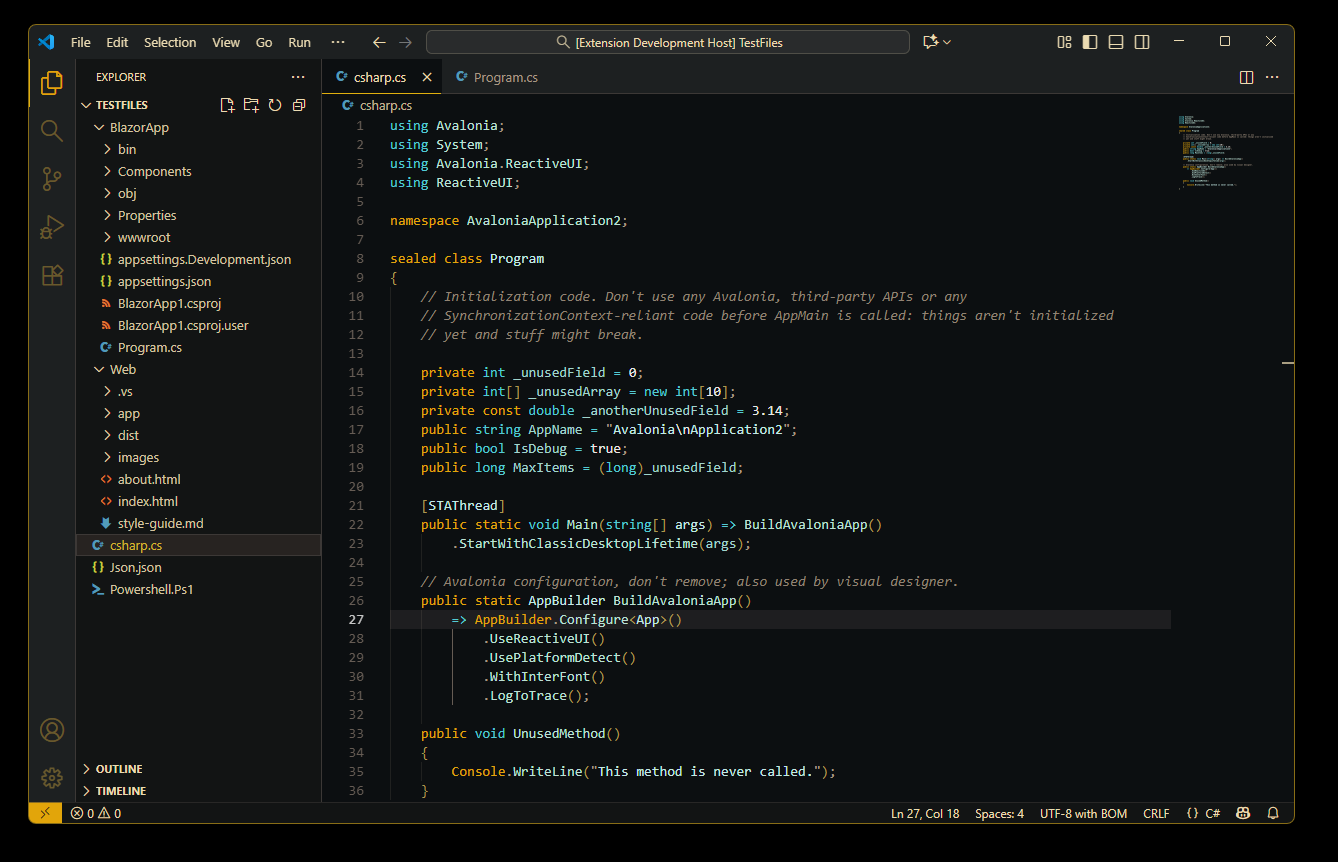 File Edit Selection View Go Run ···
[Extension Development Host] TestFiles
EXPLORER
TESTFILES
BlazorApp
bin
Components
obj
Properties
wwwroot
{} appsettings.Development.json
{} appsettings.json
BlazorApp1.csproj
BlazorApp1.csproj.user
C# Program.cs
Web
.vs
app
dist
images
<> about.html
<> index.html
style-guide.md
C# csharp.cs
{} Json.json
Powershell.Ps1
OUTLINE
TIMELINE
C# csharp.cs
C# Program.cs
C# csharp.cs
1 using Avalonia;
2 using System;
3 using Avalonia.ReactiveUI;
4 using ReactiveUI;
5
6 namespace AvaloniaApplication2;
7
8 sealed class Program
9 {
10 // Initialization code. Don't use any Avalonia, third-party APIs or any
11 // SynchronizationContext-reliant code before AppMain is called: things aren't initialized
12 // yet and stuff might break.
13
14 private int _unusedField = 0;
15 private int[] _unusedArray = new int[10];
16 private const double _anotherUnusedField = 3.14;
17 public string AppName = "Avalonia\nApplication2";
18 public bool IsDebug = true;
19 public long MaxItems = (long)_unusedField;
20
21 [STAThread]
22 public static void Main(string[] args) => BuildAvaloniaApp()
23 .StartWithClassicDesktopLifetime(args);
24
25 // Avalonia configuration, don't remove; also used by visual designer.
26 public static AppBuilder BuildAvaloniaApp()
27 => AppBuilder.Configure<App>()
28 .UseReactiveUI()
29 .UsePlatformDetect()
30 .WithInterFont()
31 .LogToTrace();
32
33 public void UnusedMethod()
34 {
35 Console.WriteLine("This method is never called.");
36 }
0 0
Ln 27, Col 18 Spaces: 4 UTF-8 with BOM CRLF {} C#